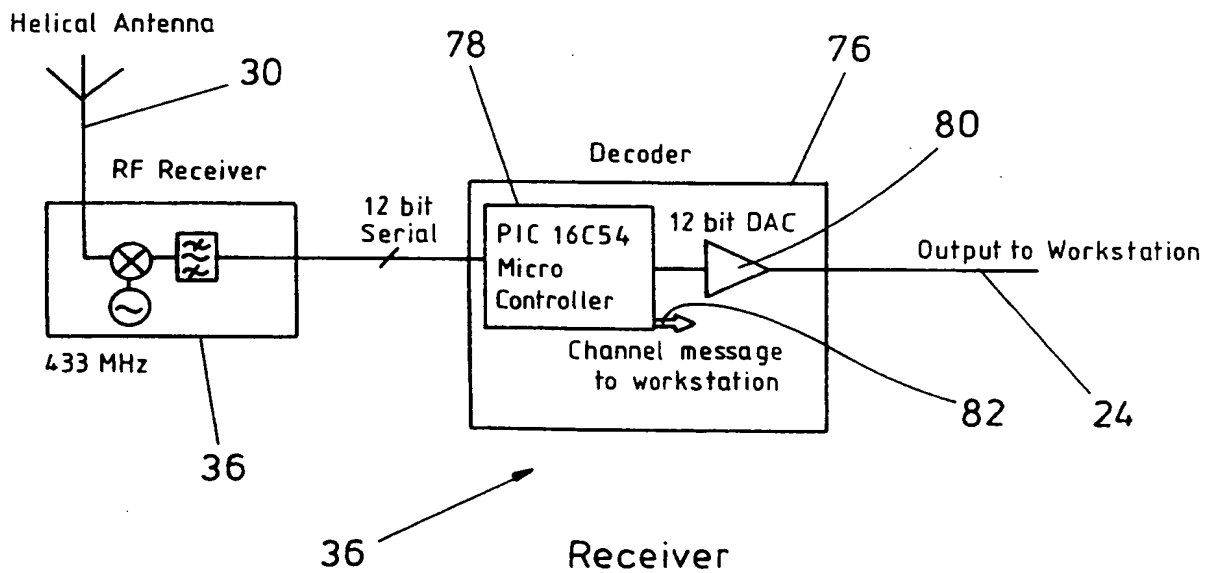 Helical Antenna
30
78
76
80
RF Receiver
Decoder
12 bit
Serial
PIC 16C54
Micro
Controller
12 bit DAC
Output to Workstation
433 MHz
Channel message
to workstation
36
82
24
36
Receiver